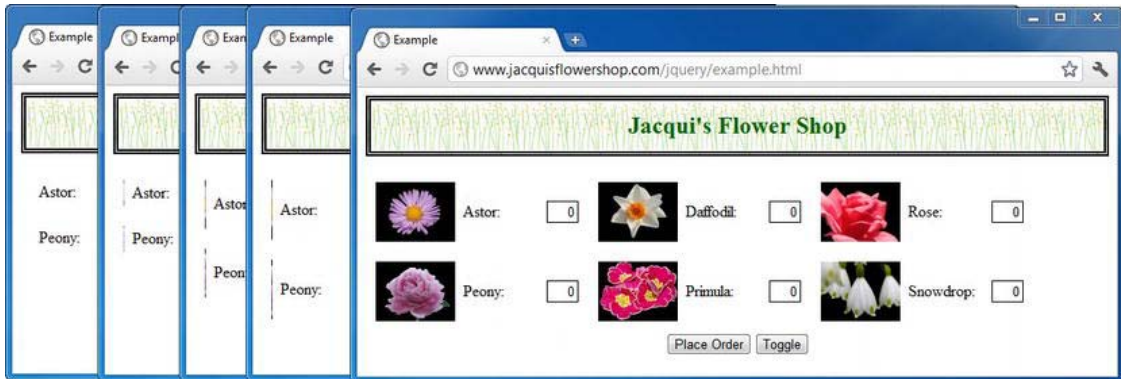 Example
Example
Exampl
Exam
Example
www.jacquisflowershop.com/jquery/example.html
Jacqui's Flower Shop
Astor:
Peony:
Astor:
Peony:
Astor
Peon
Astor:
Peony:
Astor: 0 Daffodil: 0 Rose: 0
Peony: 0 Primula: 0 Snowdrop: 0
Place Order Toggle